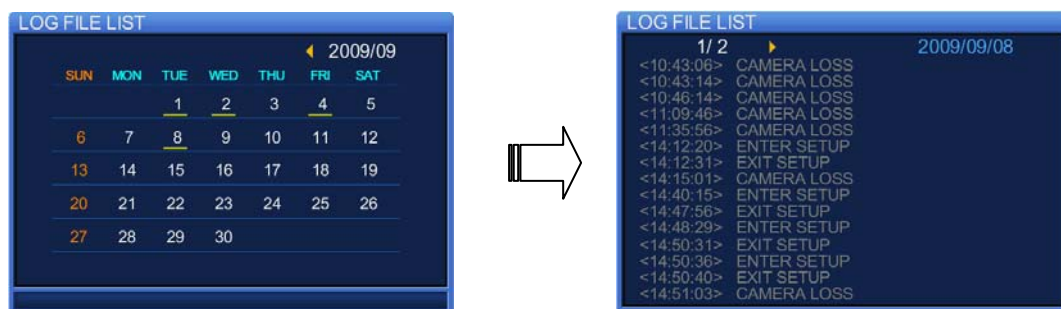 LOG FILE LIST
2009/09
SUN MON TUE WED THU FRI SAT
1 2 3 4 5
6 7 8 9 10 11 12
13 14 15 16 17 18 19
20 21 22 23 24 25 26
27 28 29 30
LOG FILE LIST
1/ 2 2009/09/08
<10:43:06> CAMERA LOSS
<10:43:14> CAMERA LOSS
<10:46:14> CAMERA LOSS
<11:09:46> CAMERA LOSS
<11:35:56> CAMERA LOSS
<14:12:20> ENTER SETUP
<14:12:31> EXIT SETUP
<14:15:01> CAMERA LOSS
<14:40:15> ENTER SETUP
<14:47:56> EXIT SETUP
<14:48:29> ENTER SETUP
<14:50:31> EXIT SETUP
<14:50:36> ENTER SETUP
<14:50:40> EXIT SETUP
<14:51:03> CAMERA LOSS